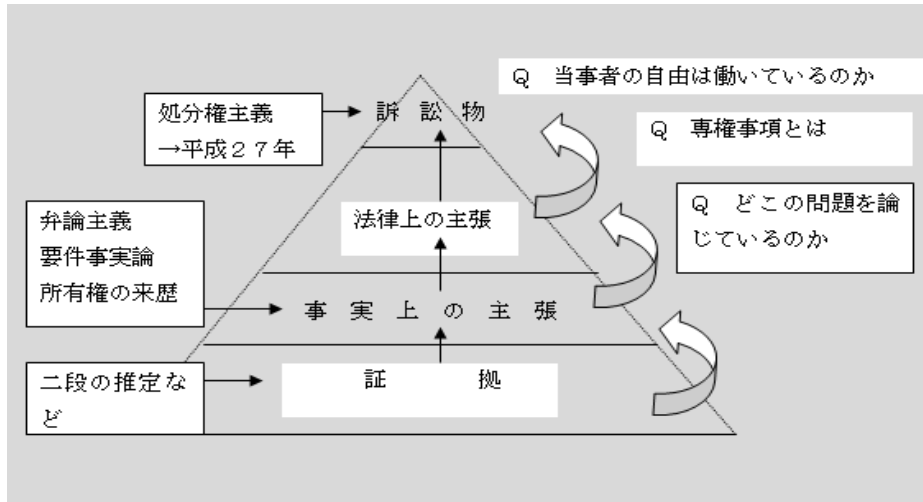 Ｑ　当事者の自由は働いているのか
処分権主義
→平成２７年
訴　訟　物
Ｑ　専権事項とは
弁論主義
要件事実論
所有権の来歴
法律上の主張
Ｑ　どこの問題を論
じているのか
事　実　上　の　主　張
二段の推定な
ど
証　　　　拠